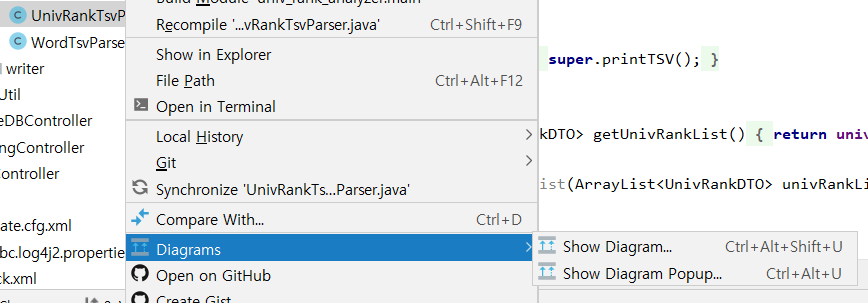 UnivRankTsvP
WordTsvParse
writer
Util
eDBController
ngController
Controller
ate.cfg.xml
bc.log4j2.properties
ck.xml
Build Module 'univ_rank_analyzer.main'
Recompile '...vRankTsvParser.java' Ctrl+Shift+F9
Show in Explorer
File Path Ctrl+Alt+F12
Open in Terminal
Local History
Git
Synchronize 'UnivRankTs...Parser.java'
Compare With... Ctrl+D
Diagrams
Open on GitHub
Create Gist
Show Diagram... Ctrl+Alt+Shift+U
Show Diagram Popup... Ctrl+Alt+U
super.printTSV(); }
kDTO> getUnivRankList() { return univ
ist(ArrayList<UnivRankDTO> univRankLi